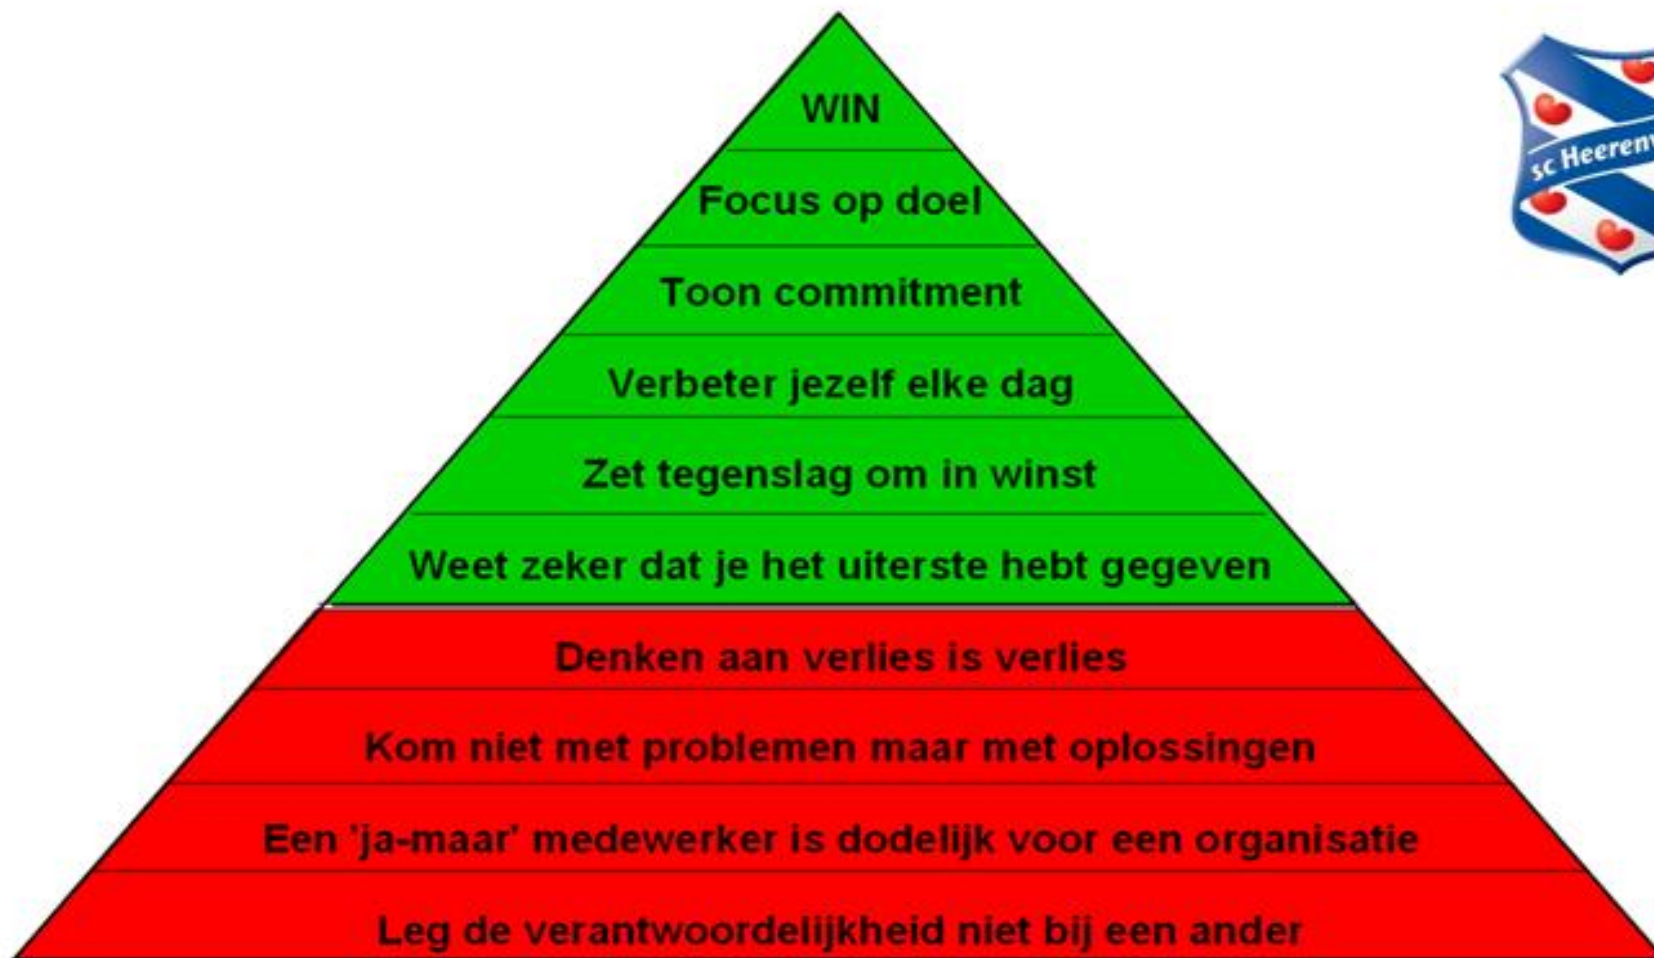 WIN
Focus op doel
Toon commitment
Verbeter jezelf elke dag
Zet tegenslag om in winst
Weet zeker dat je het uiterste hebt gegeven
Denken aan verlies is verlies
Kom niet met problemen maar met oplossingen
Een 'ja-maar' medewerker is dodelijk voor een organisatie
Leg de verantwoordelijkheid niet bij een ander
sc Heeren